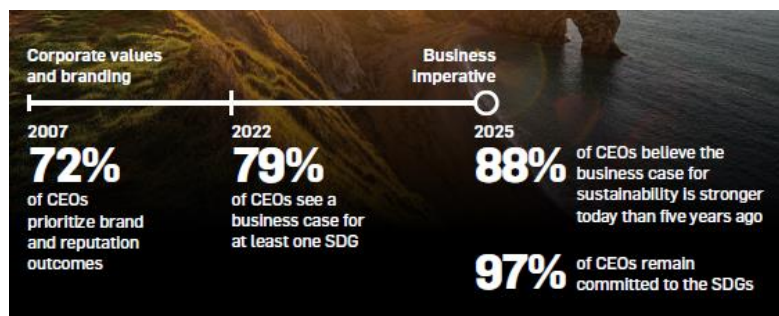 Corporate values
and branding
Business
imperative
2007
72%
of CEOs
prioritize brand
and reputation
outcomes
2022
79%
of CEOs see a
business case for
at least one SDG
2025
88%
of CEOs believe the
business case for
sustainability is stronger
today than five years ago
97%
of CEOs remain
committed to the SDGs